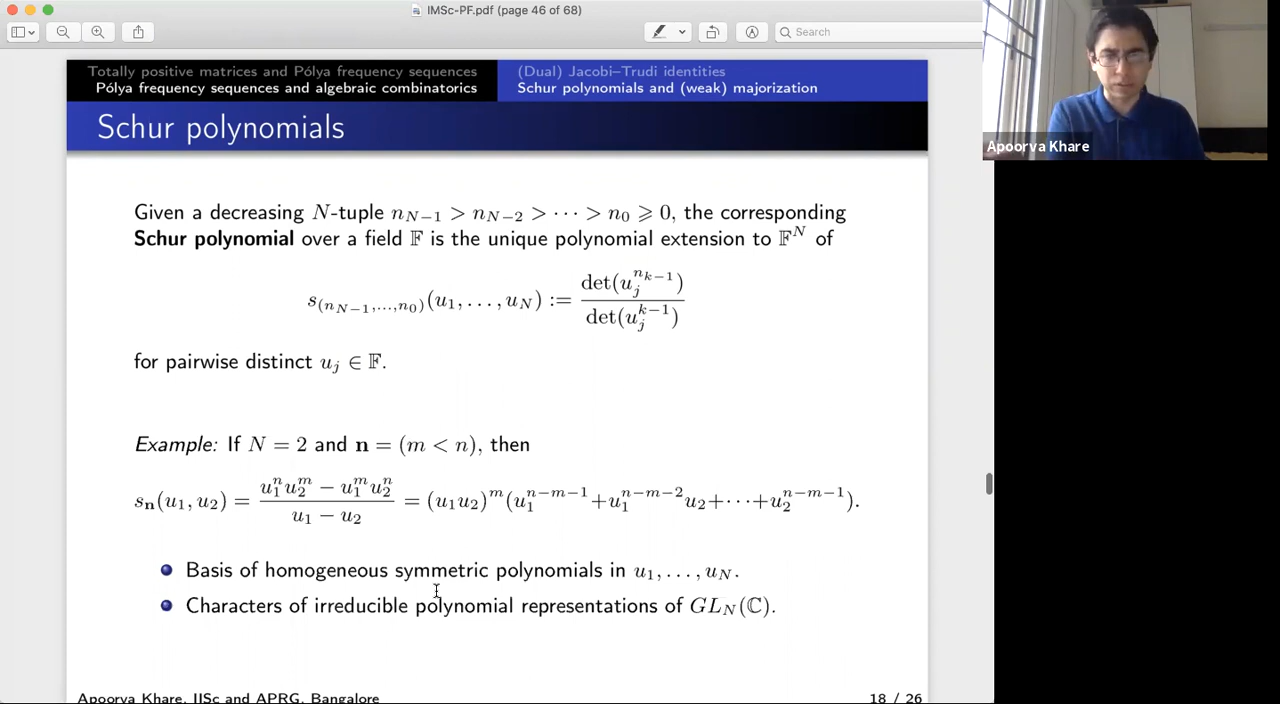 IMSc-PF.pdf (page 46 of 68)
Search
Totally positive matrices and Pólya frequency sequences
Pólya frequency sequences and algebraic combinatorics
(Dual) Jacobi–Trudi identities
Schur polynomials and (weak) majorization
Schur polynomials
Given a decreasing N-tuple n_{N−1} > n_{N−2} > ··· > n_0 ⩾ 0, the corresponding
Schur polynomial over a field 𝔽 is the unique polynomial extension to 𝔽^N of
s_{(n_{N−1},...,n_0)}(u_1, . . . , u_N) := det(u_j^{n_{k−1}}) / det(u_j^{k−1})
for pairwise distinct u_j ∈ 𝔽.
Example: If N = 2 and n = (m < n), then
s_n(u_1, u_2) = (u_1^n u_2^m − u_1^m u_2^n) / (u_1 − u_2) = (u_1u_2)^m(u_1^{n−m−1}+u_1^{n−m−2}u_2+···+u_2^{n−m−1}).
Basis of homogeneous symmetric polynomials in u_1, . . . , u_N.
Characters of irreducible polynomial representations of GL_N(ℂ).
Apoorva Khare, IISc and APRG, Bangalore
18 / 26
Apoorva Khare